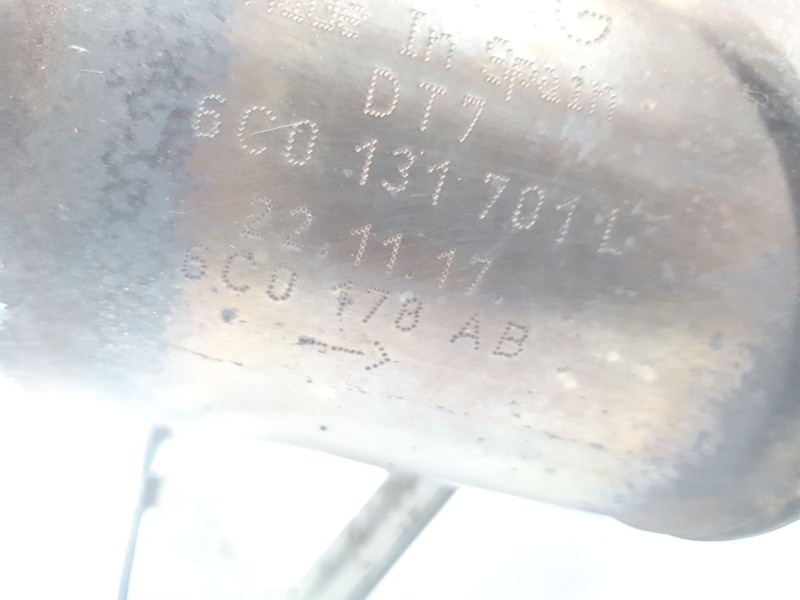 Made In Spain
DT7
6C0 131 701 L
22.11.17
6C0 178 AB